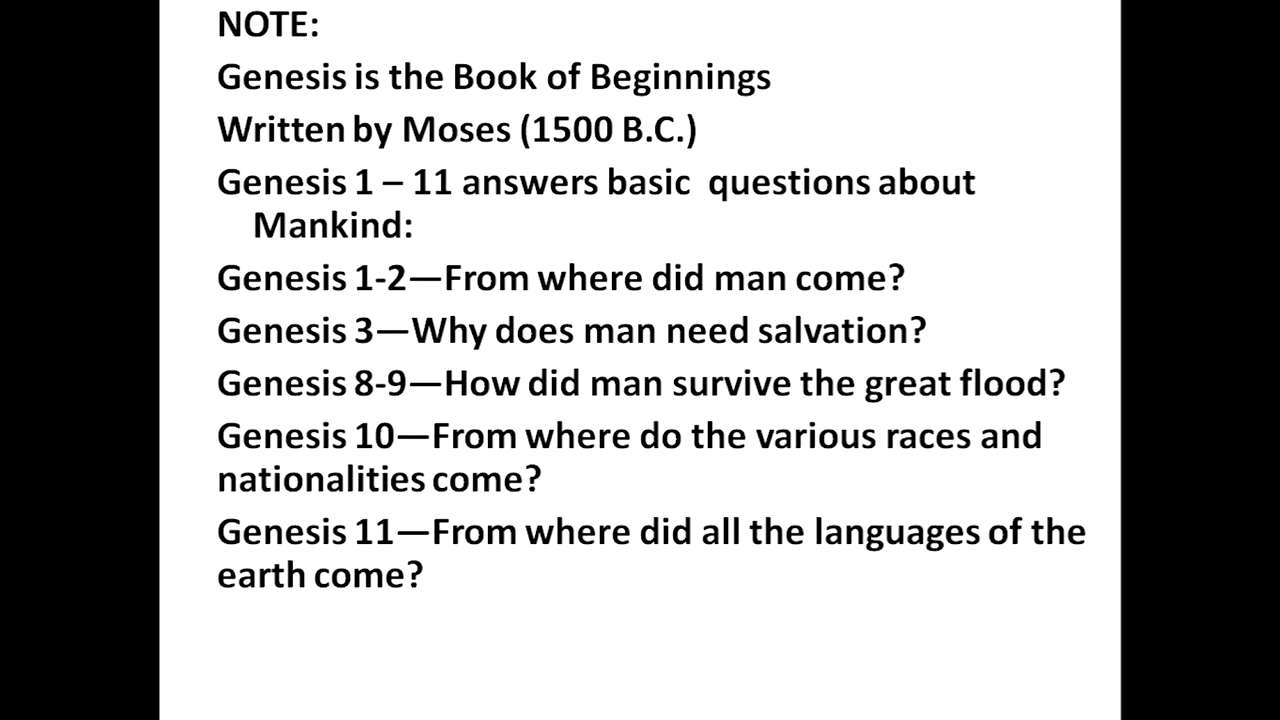 NOTE:
Genesis is the Book of Beginnings
Written by Moses (1500 B.C.)
Genesis 1 – 11 answers basic  questions about
Mankind:
Genesis 1-2—From where did man come?
Genesis 3—Why does man need salvation?
Genesis 8-9—How did man survive the great flood?
Genesis 10—From where do the various races and
nationalities come?
Genesis 11—From where did all the languages of the
earth come?